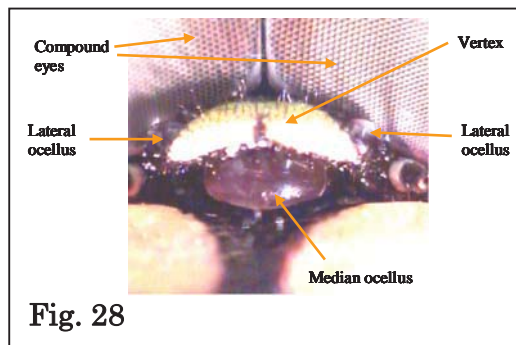 Compound
eyes
Vertex
Lateral
ocellus
Lateral
ocellus
Median ocellus
Fig. 28